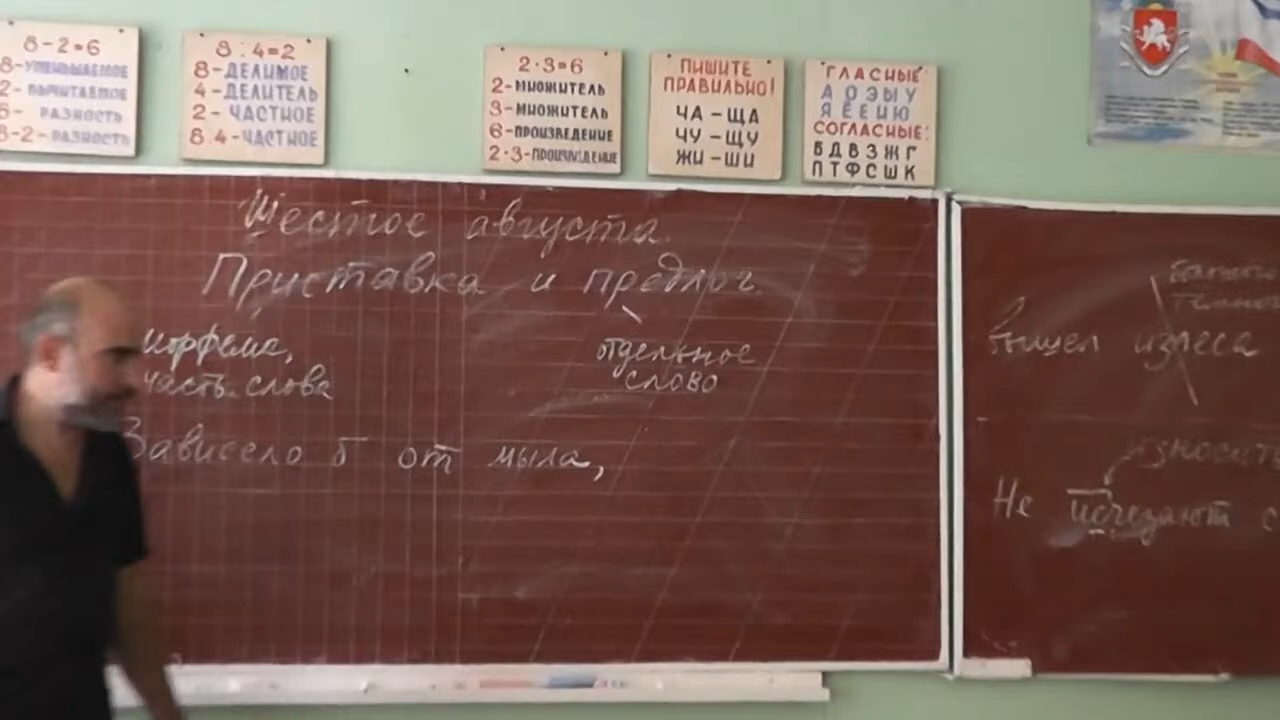 8-2=6
8-УМЕНЬШАЕМОЕ
2- ВЫЧИТАЕМОЕ
6- РАЗНОСТЬ
8-2-РАЗНОСТЬ
8:4=2
8-ДЕЛИМОЕ
4-ДЕЛИТЕЛЬ
2-ЧАСТНОЕ
8:4-ЧАСТНОЕ
2·3=6
2-МНОЖИТЕЛЬ
3-МНОЖИТЕЛЬ
6-ПРОИЗВЕДЕНИЕ
2·3-ПРОИЗВЕДЕНИЕ
ПИШИТЕ
ПРАВИЛЬНО!
ЧА-ЩА
ЧУ-ЩУ
ЖИ-ШИ
ГЛАСНЫЕ:
А О Э Ы У
Я Ё Е И Ю
СОГЛАСНЫЕ:
Б Д В З Ж Г
П Т Ф С Ш К
Шестое августа.
Приставка и предлог
морфема,
часть слова
отдельное
слово
Зависело б от мыла,
вышел излеса
Не исчезают с